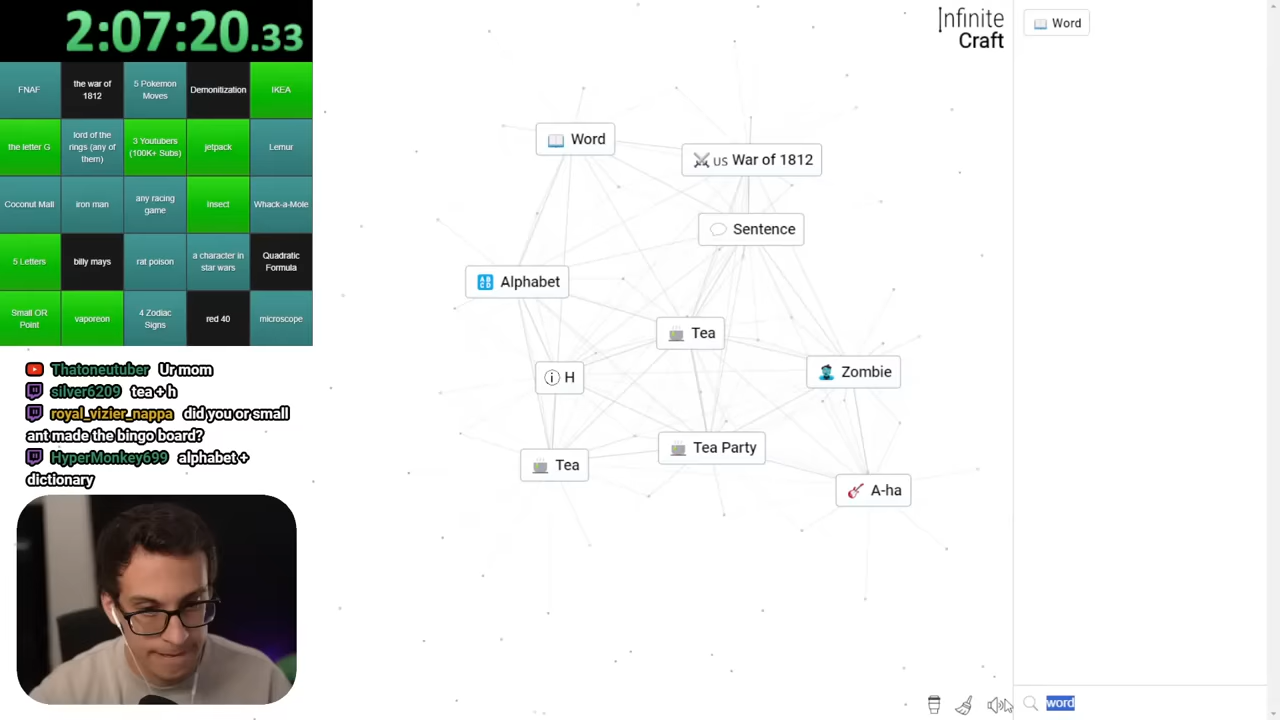 2:07:20.33
FNAF
the war of
1812
5 Pokemon
Moves
Demonitization
IKEA
the letter G
lord of the
rings (any of
them)
3 Youtubers
(100K+ Subs)
jetpack
Lemur
Coconut Mall
iron man
any racing
game
Insect
Whack-a-Mole
5 Letters
billy mays
rat poison
a character in
star wars
Quadratic
Formula
Small OR
Point
vaporeon
4 Zodiac
Signs
red 40
microscope
Thatoneutuber Ur mom
silver6209 tea + h
royal_vizier_nappa did you or small
ant made the bingo board?
HyperMonkey699 alphabet +
dictionary
Infinite
Craft
Word
US War of 1812
Sentence
Alphabet
Tea
H
Zombie
Tea Party
Tea
A-ha
Word
word